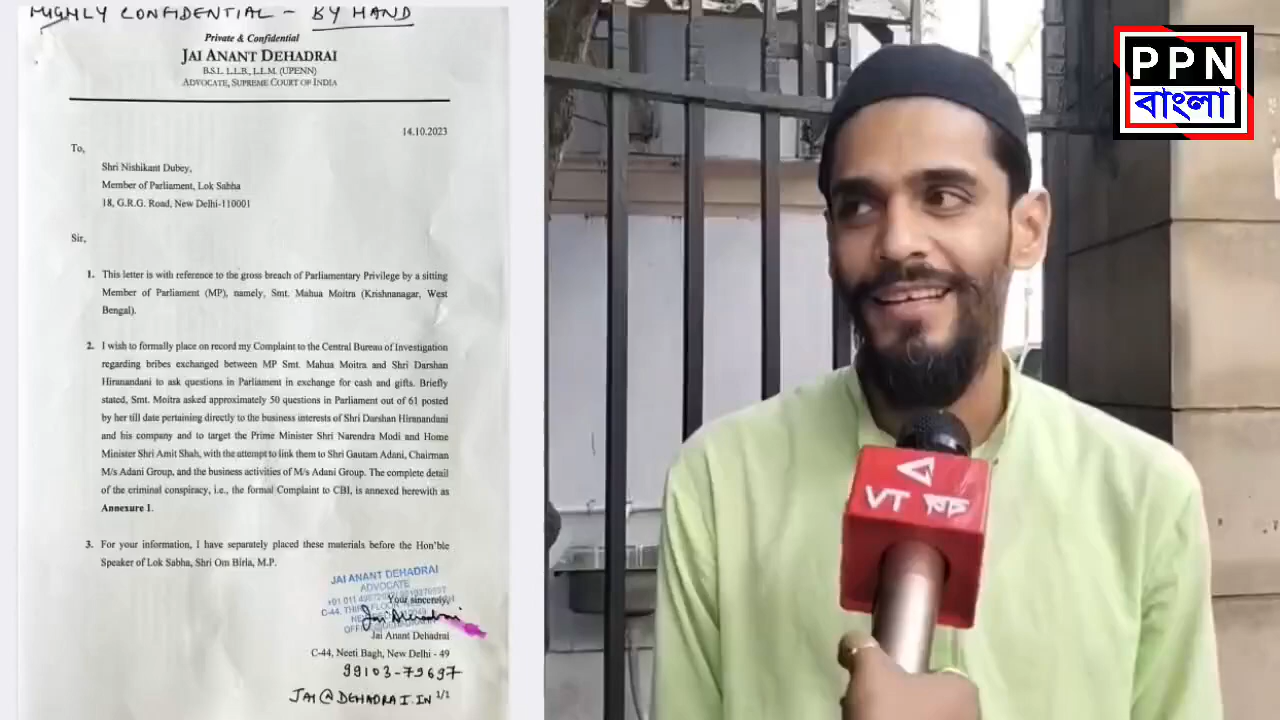 HIGHLY CONFIDENTIAL - BY HAND
Private & Confidential
JAI ANANT DEHADRAI
B.S.L. L.L.B., L.L.M. (UPENN)
ADVOCATE, SUPREME COURT OF INDIA
14.10.2023
To,
Shri Nishikant Dubey,
Member of Parliament, Lok Sabha
18, G.R.G. Road, New Delhi-110001
Sir,
1. This letter is with reference to the gross breach of Parliamentary Privilege by a sitting
Member of Parliament (MP), namely, Smt. Mahua Moitra (Krishnanagar, West
Bengal).
2. I wish to formally place on record my Complaint to the Central Bureau of Investigation
regarding bribes exchanged between MP Smt. Mahua Moitra and Shri Darshan
Hiranandani to ask questions in Parliament in exchange for cash and gifts. Briefly
stated, Smt. Moitra asked approximately 50 questions in Parliament out of 61 posted
by her till date pertaining directly to the business interests of Shri Darshan Hiranandani
and his company and to target the Prime Minister Shri Narendra Modi and Home
Minister Shri Amit Shah, with the attempt to link them to Shri Gautam Adani, Chairman
M/s Adani Group, and the business activities of M/s Adani Group. The complete detail
of the criminal conspiracy, i.e., the formal Complaint to CBI, is annexed herewith as
Annexure 1.
3. For your information, I have separately placed these materials before the Hon'ble
Speaker of Lok Sabha, Shri Om Birla, M.P.
JAI ANANT DEHADRAI
ADVOCATE
Your sincerely,
Jai Dehadrai
Jai Anant Dehadrai
C-44, Neeti Bagh, New Delhi - 49
99103-79697
JAI@DEHADRAI.IN 1/1
PPN
বাংলা
VT